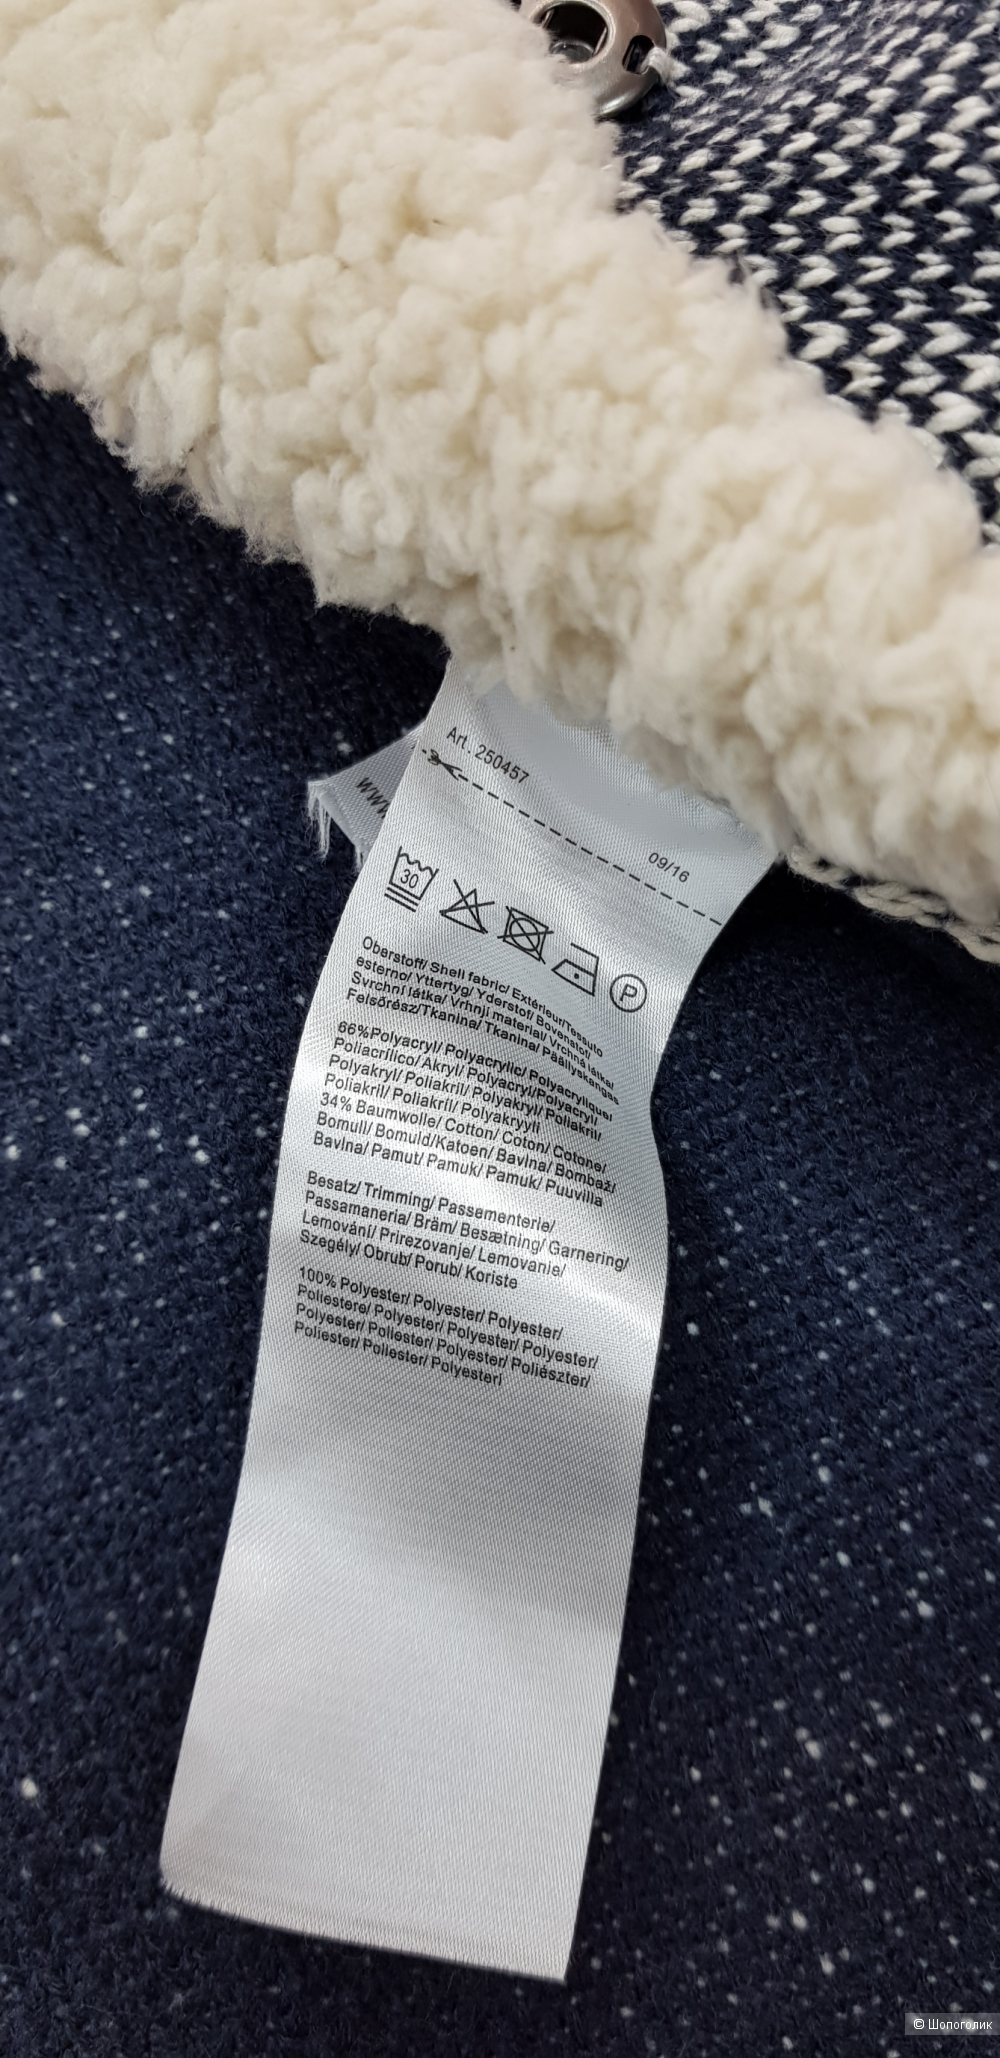 Art. 250457
www.
09/16
30
P
Oberstoff/ Shell fabric/ Extérieur/Tessuto
esterno/ Yttertyg/ Yderstof/ Bovenstof/
Svrchní látka/ Vrhnji material/ Vrchná látka/
Felsőrész/Tkanina/ Tkanina/ Päällyskangas
66%Polyacryl/ Polyacrylic/ Polyacrylique/
Poliacrílico/ Akryl/ Polyacryl/Polyacryl/
Polyakryl/ Poliakril/ Polyakryl/ Poliakril/
Poliakril/ Poliakril/ Polyakryyli
34% Baumwolle/ Cotton/ Coton/ Cotone/
Bomull/ Bomuld/Katoen/ Bavlna/ Bombaž/
Bavlna/ Pamut/ Pamuk/ Pamuk/ Puuvilla
Besatz/ Trimming/ Passementerie/
Passamaneria/ Bräm/ Besætning/ Garnering/
Lemování/ Prirezovanje/ Lemovanie/
Szegély/ Obrub/ Porub/ Koriste
100% Polyester/ Polyester/ Polyester/
Poliestere/ Polyester/ Polyester/ Polyester/
Polyester/ Poliester/ Polyester/ Poliészter/
Poliester/ Poliester/ Polyesteri
© Шопоголик